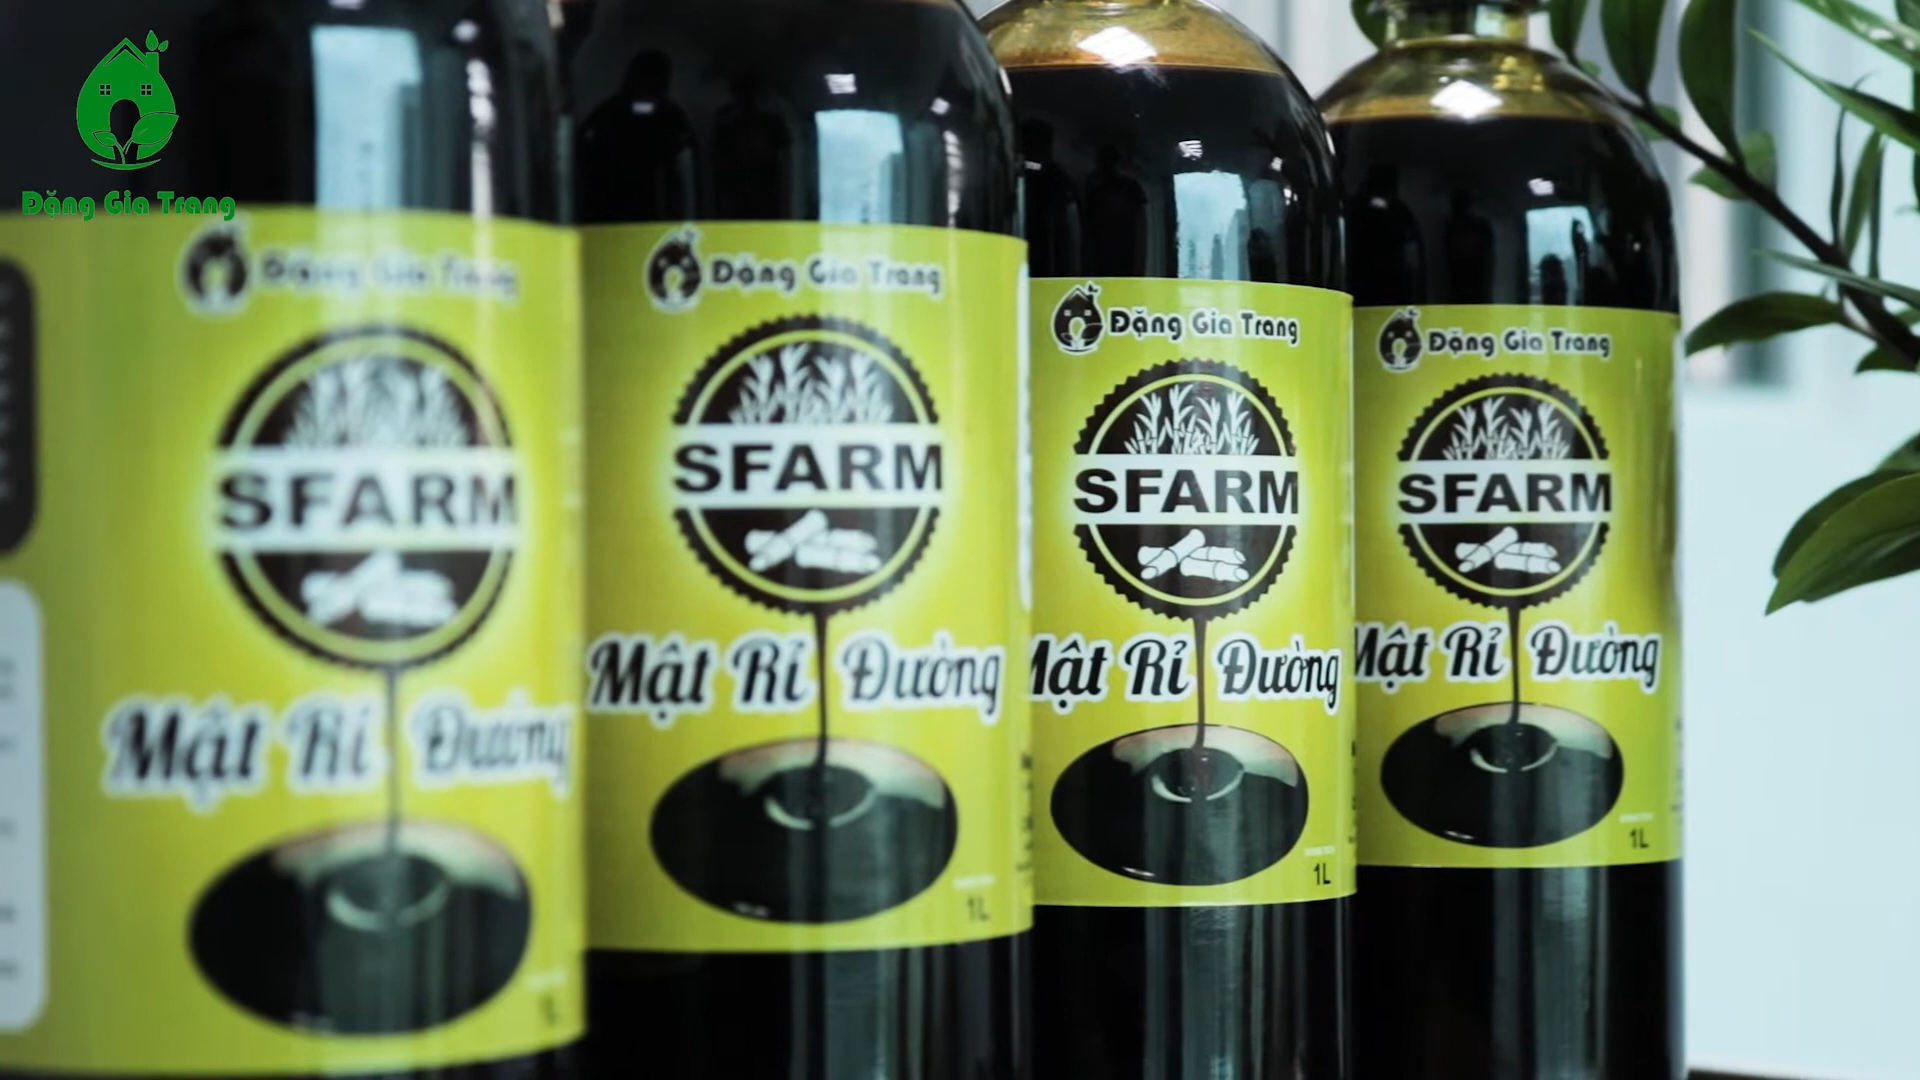 Đặng Gia Trang
Đặng Gia Trang
SFARM
Mật Rỉ Đường
Đặng Gia Trang
SFARM
Mật Rỉ Đường
1L
Đặng Gia Trang
SFARM
Mật Rỉ Đường
1L
Đặng Gia Trang
SFARM
Mật Rỉ Đường
1L